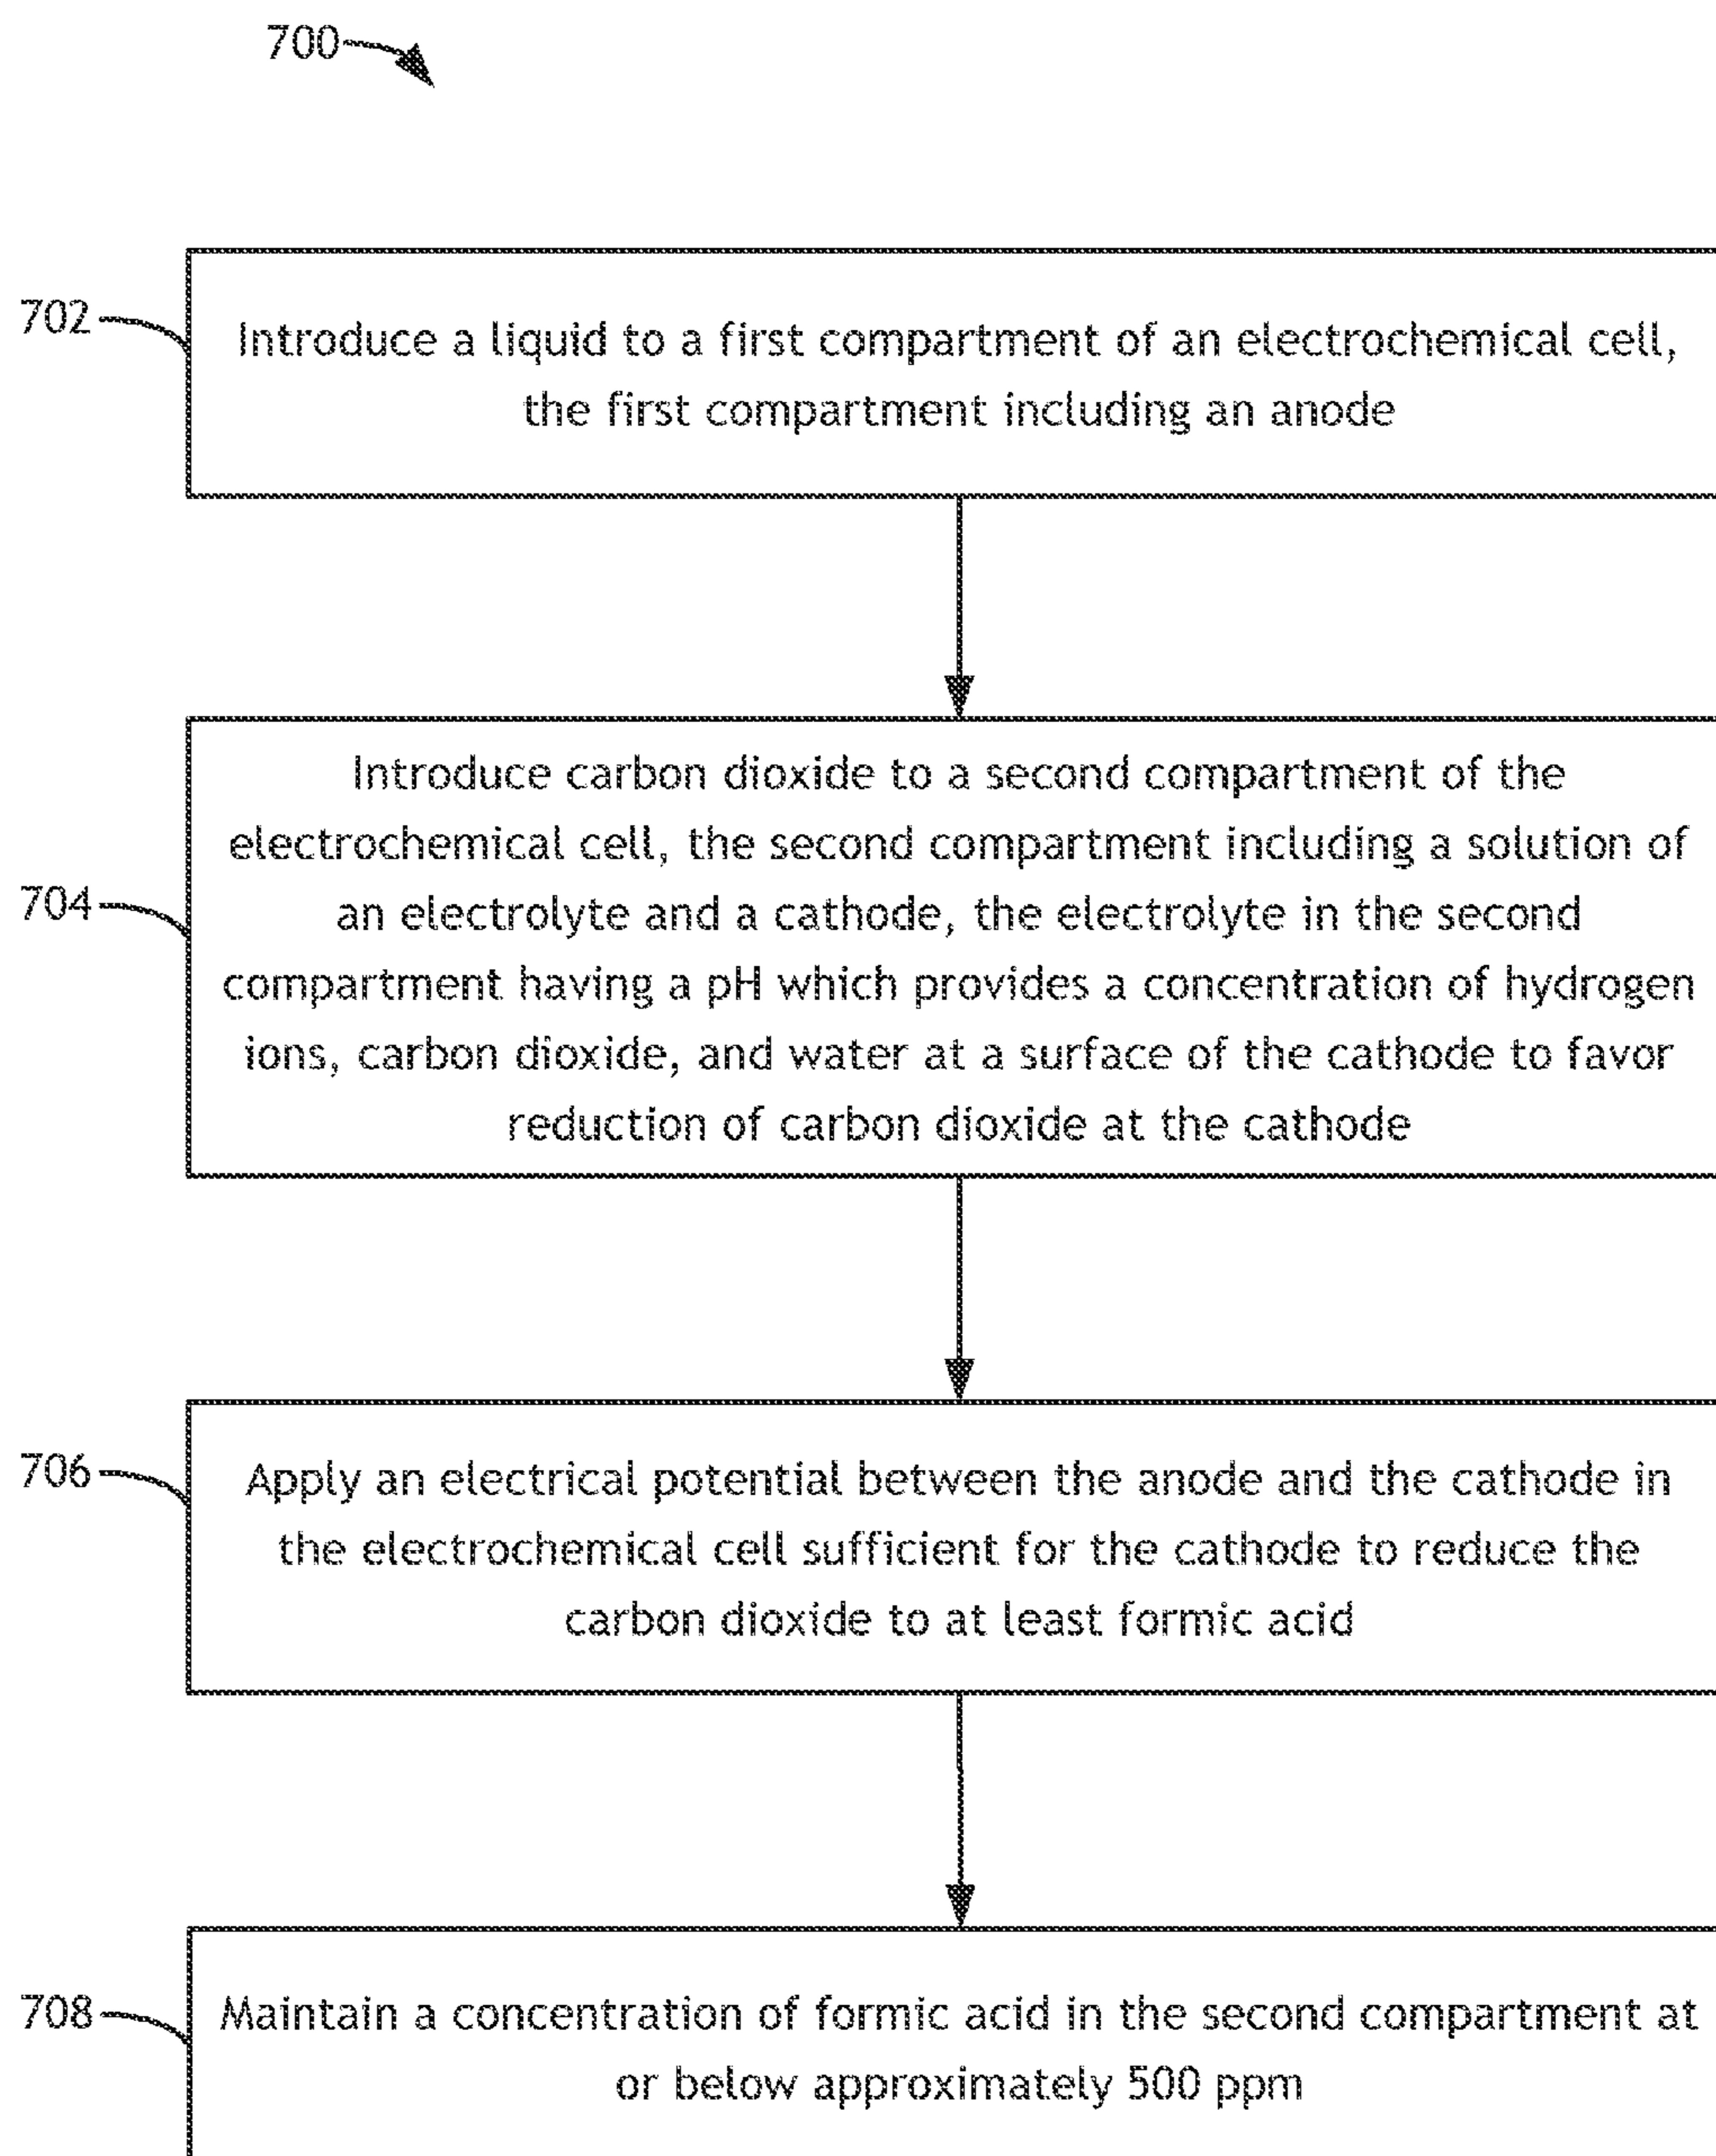 700
702
Introduce a liquid to a first compartment of an electrochemical cell,
the first compartment including an anode
704
Introduce carbon dioxide to a second compartment of the
electrochemical cell, the second compartment including a solution of
an electrolyte and a cathode, the electrolyte in the second
compartment having a pH which provides a concentration of hydrogen
ions, carbon dioxide, and water at a surface of the cathode to favor
reduction of carbon dioxide at the cathode
706
Apply an electrical potential between the anode and the cathode in
the electrochemical cell sufficient for the cathode to reduce the
carbon dioxide to at least formic acid
708
Maintain a concentration of formic acid in the second compartment at
or below approximately 500 ppm